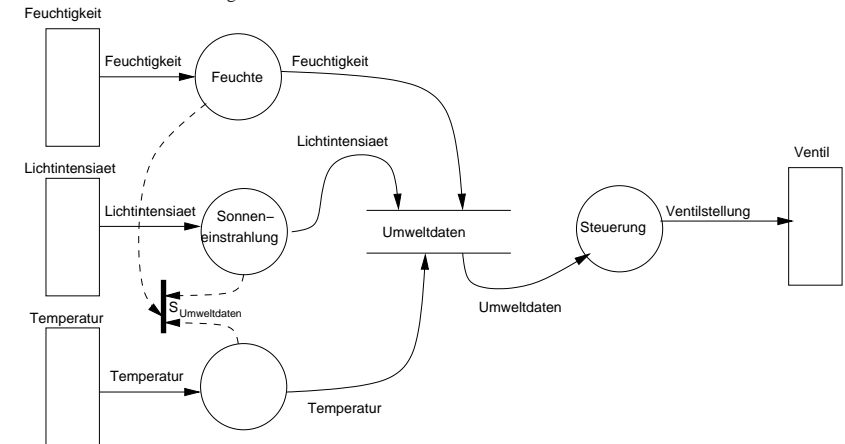 Feuchtigkeit
Feuchtigkeit
Feuchte
Feuchtigkeit
Lichtintensiaet
Lichtintensiaet
Lichtintensiaet
Sonnen–
einstrahlung
Umweltdaten
Steuerung
Ventilstellung
Ventil
Umweltdaten
S Umweltdaten
Temperatur
Temperatur
Temperatur